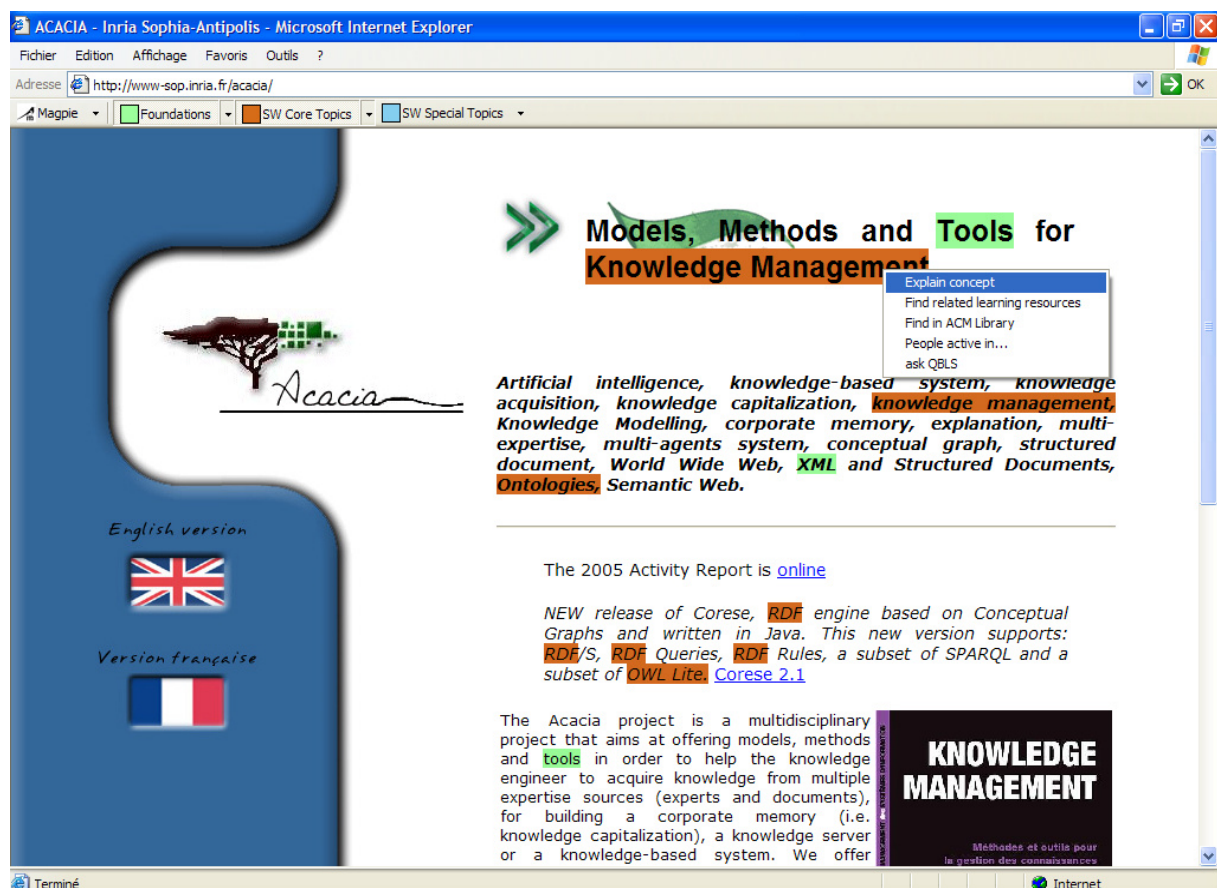 ACACIA - Inria Sophia-Antipolis - Microsoft Internet Explorer
Fichier Edition Affichage Favoris Outils ?
Adresse http://www-sop.inria.fr/acacia/ OK
Magpie Foundations SW Core Topics SW Special Topics
Models, Methods and Tools for
Knowledge Management
Explain concept
Find related learning resources
Find in ACM Library
People active in...
ask QBLS
Acacia
Artificial intelligence, knowledge-based system, knowledge
acquisition, knowledge capitalization, knowledge management,
Knowledge Modelling, corporate memory, explanation, multi-
expertise, multi-agents system, conceptual graph, structured
document, World Wide Web, XML and Structured Documents,
Ontologies, Semantic Web.
English version
Version française
The 2005 Activity Report is online
NEW release of Corese, RDF engine based on Conceptual
Graphs and written in Java. This new version supports:
RDF/S, RDF Queries, RDF Rules, a subset of SPARQL and a
subset of OWL Lite. Corese 2.1
The Acacia project is a multidisciplinary
project that aims at offering models, methods
and tools in order to help the knowledge
engineer to acquire knowledge from multiple
expertise sources (experts and documents),
for building a corporate memory (i.e.
knowledge capitalization), a knowledge server
or a knowledge-based system. We offer
KNOWLEDGE
MANAGEMENT
Méthodes et outils pour
la gestion des connaissances
Terminé Internet